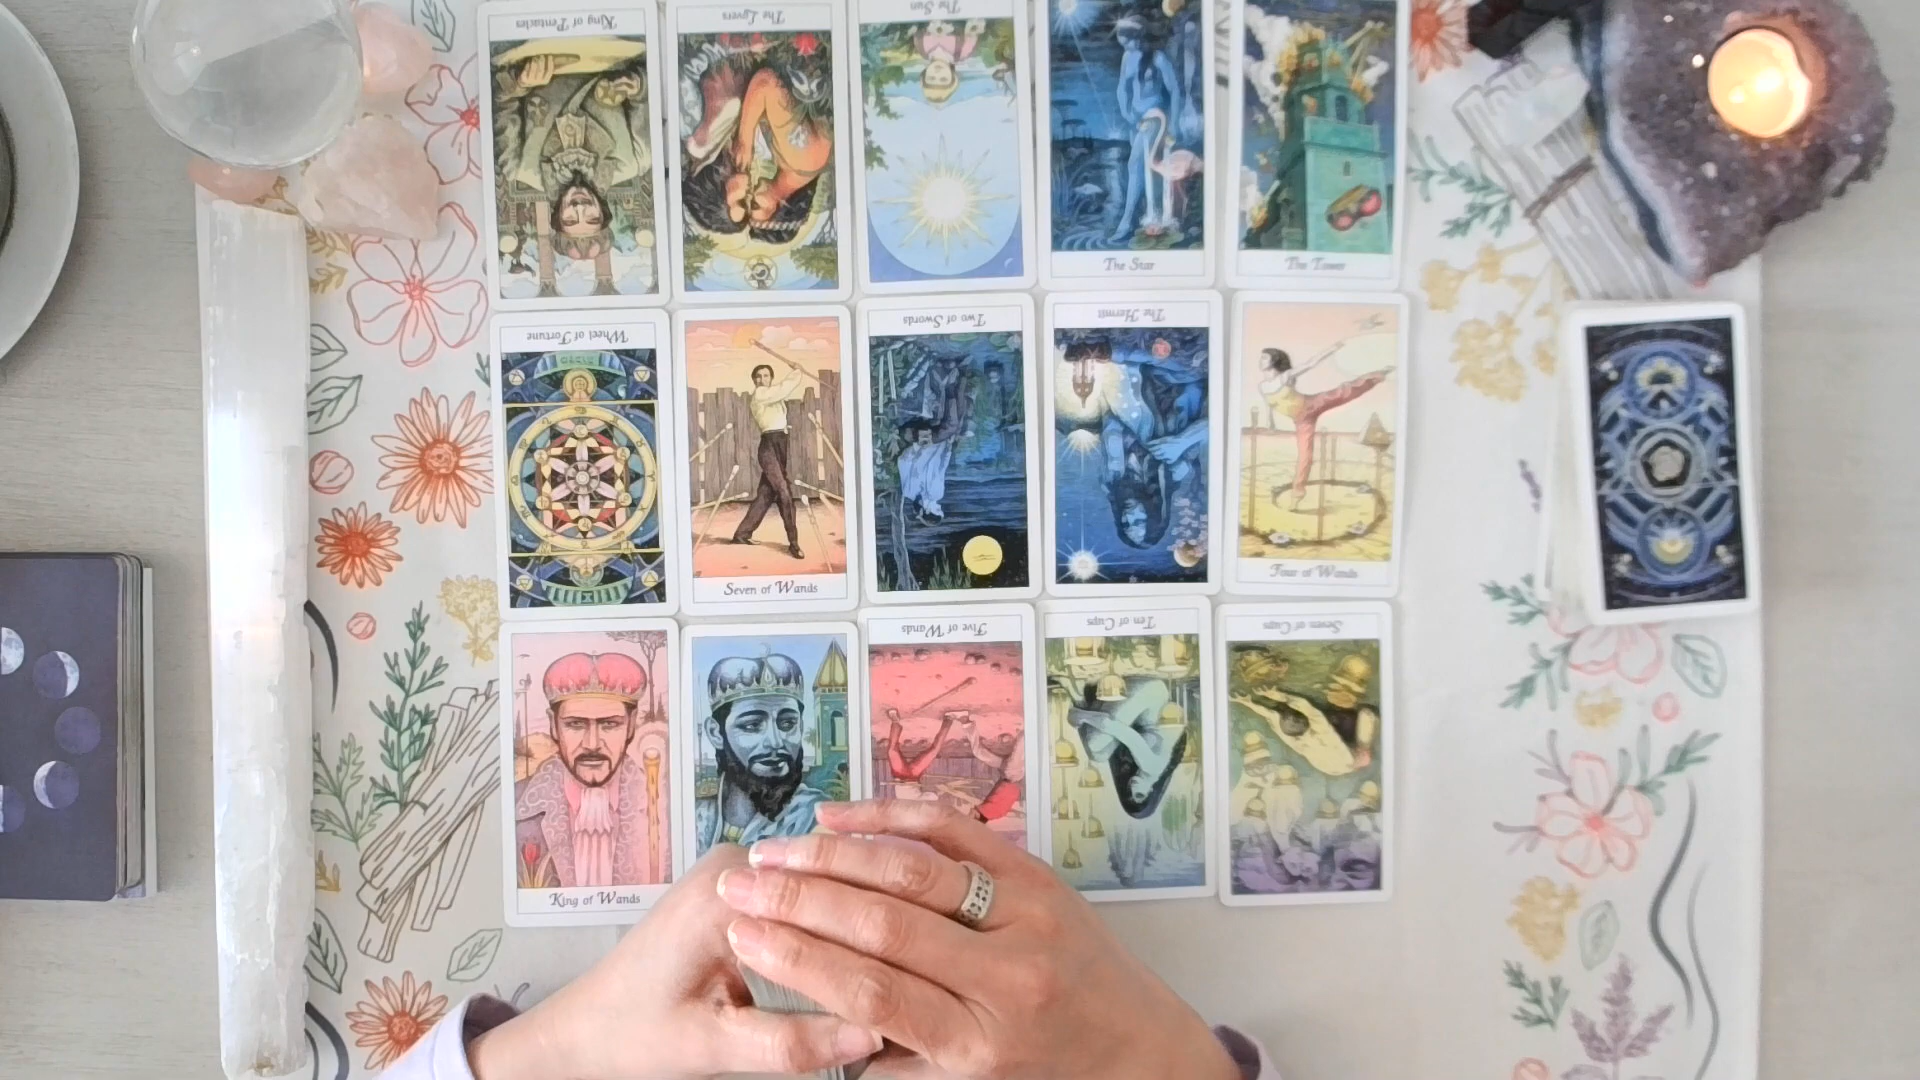 King of Pentacles
The Lovers
The Sun
The Star
The Tower
Wheel of Fortune
Seven of Wands
Two of Swords
The Hermit
Four of Wands
King of Wands
Five of Wands
Ten of Cups
Seven of Cups